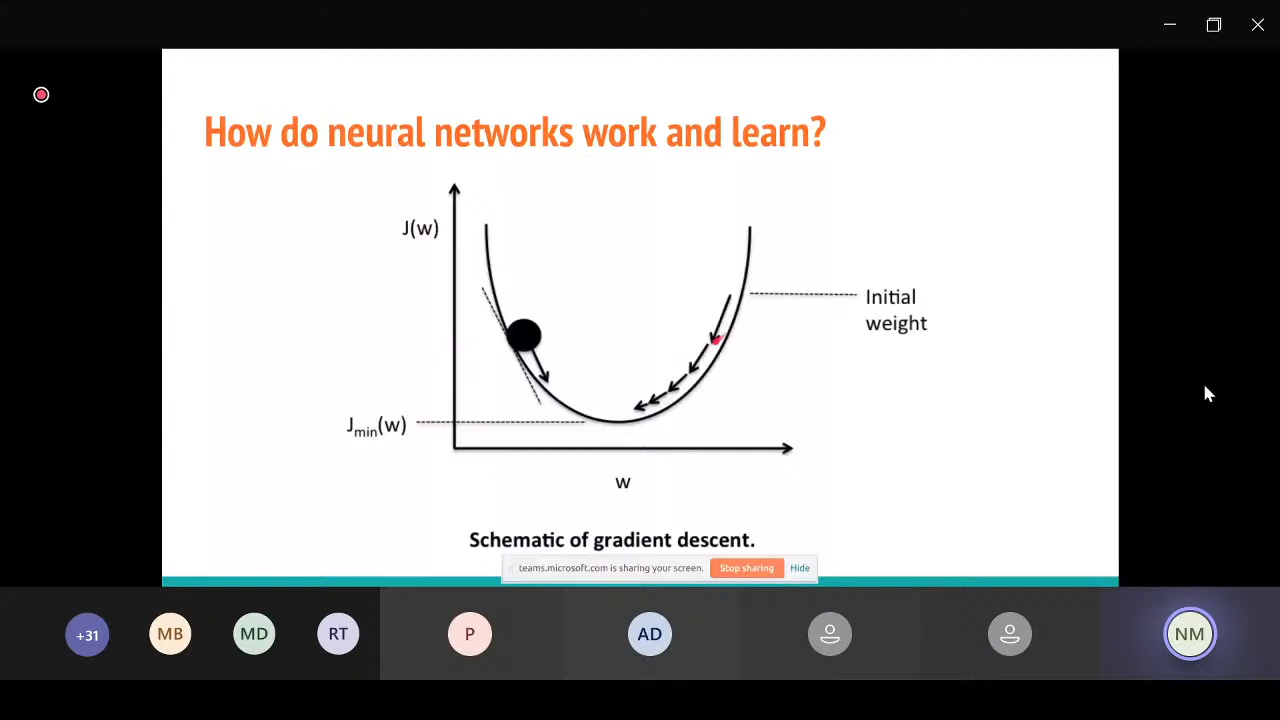 How do neural networks work and learn?
J(w)
Initial
weight
Jmin(w)
w
Schematic of gradient descent.
teams.microsoft.com is sharing your screen. Stop sharing Hide
+31 MB MD RT P AD NM